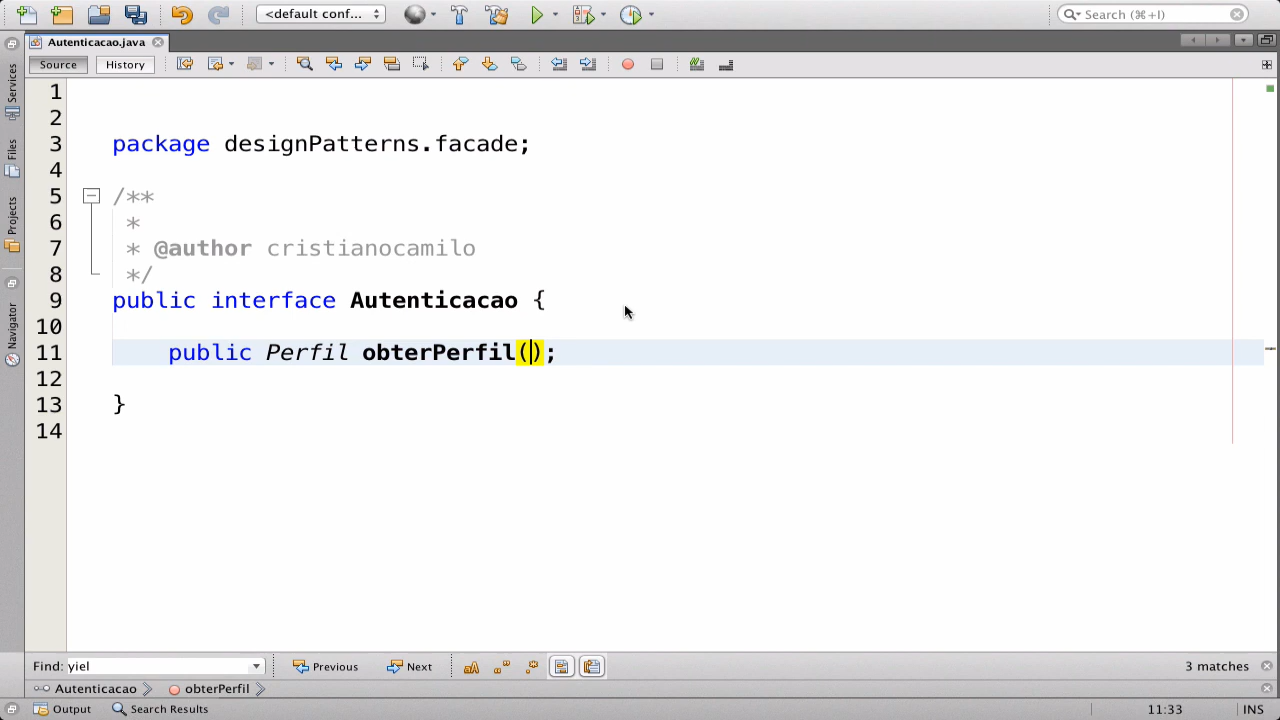 <default conf...
Search (⌘+I)
Autenticacao.java
Source History
Services
Files
Projects
Navigator
1
2
3 package designPatterns.facade;
4
5 /**
6 *
7 * @author cristianocamilo
8 */
9 public interface Autenticacao {
10
11 public Perfil obterPerfil();
12
13 }
14
Find: yiel Previous Next aA 3 matches
Autenticacao obterPerfil
Output Search Results 11:33 INS